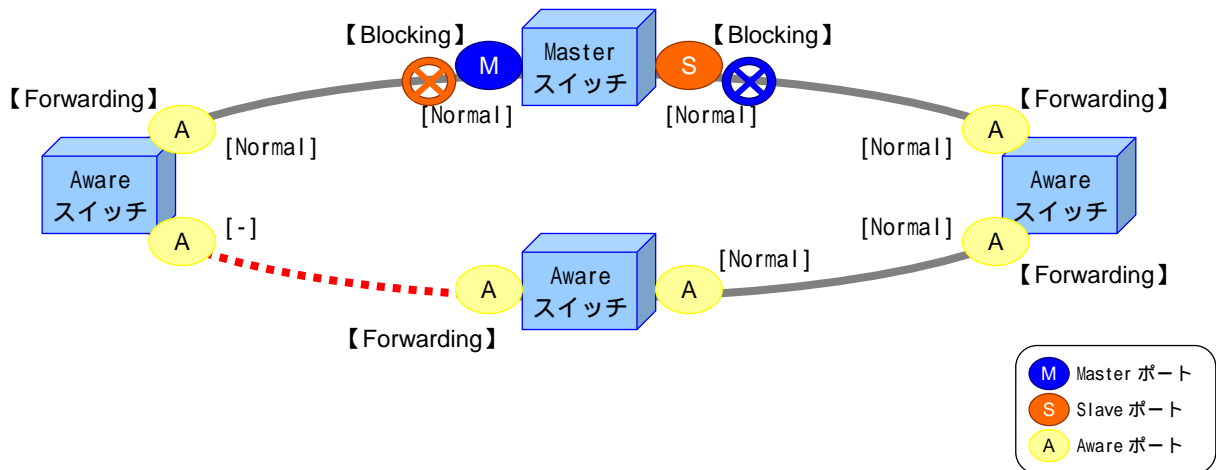 【Blocking】
M
Master
スイッチ
S
【Blocking】
【Forwarding】
A
[Normal]
[Normal]
[Normal]
【Forwarding】
A
[Normal]
Aware
スイッチ
A
[-]
Aware
スイッチ
[Normal]
A
【Forwarding】
A
Aware
スイッチ
A
[Normal]
【Forwarding】
M Master ポート
S Slave ポート
A Aware ポート